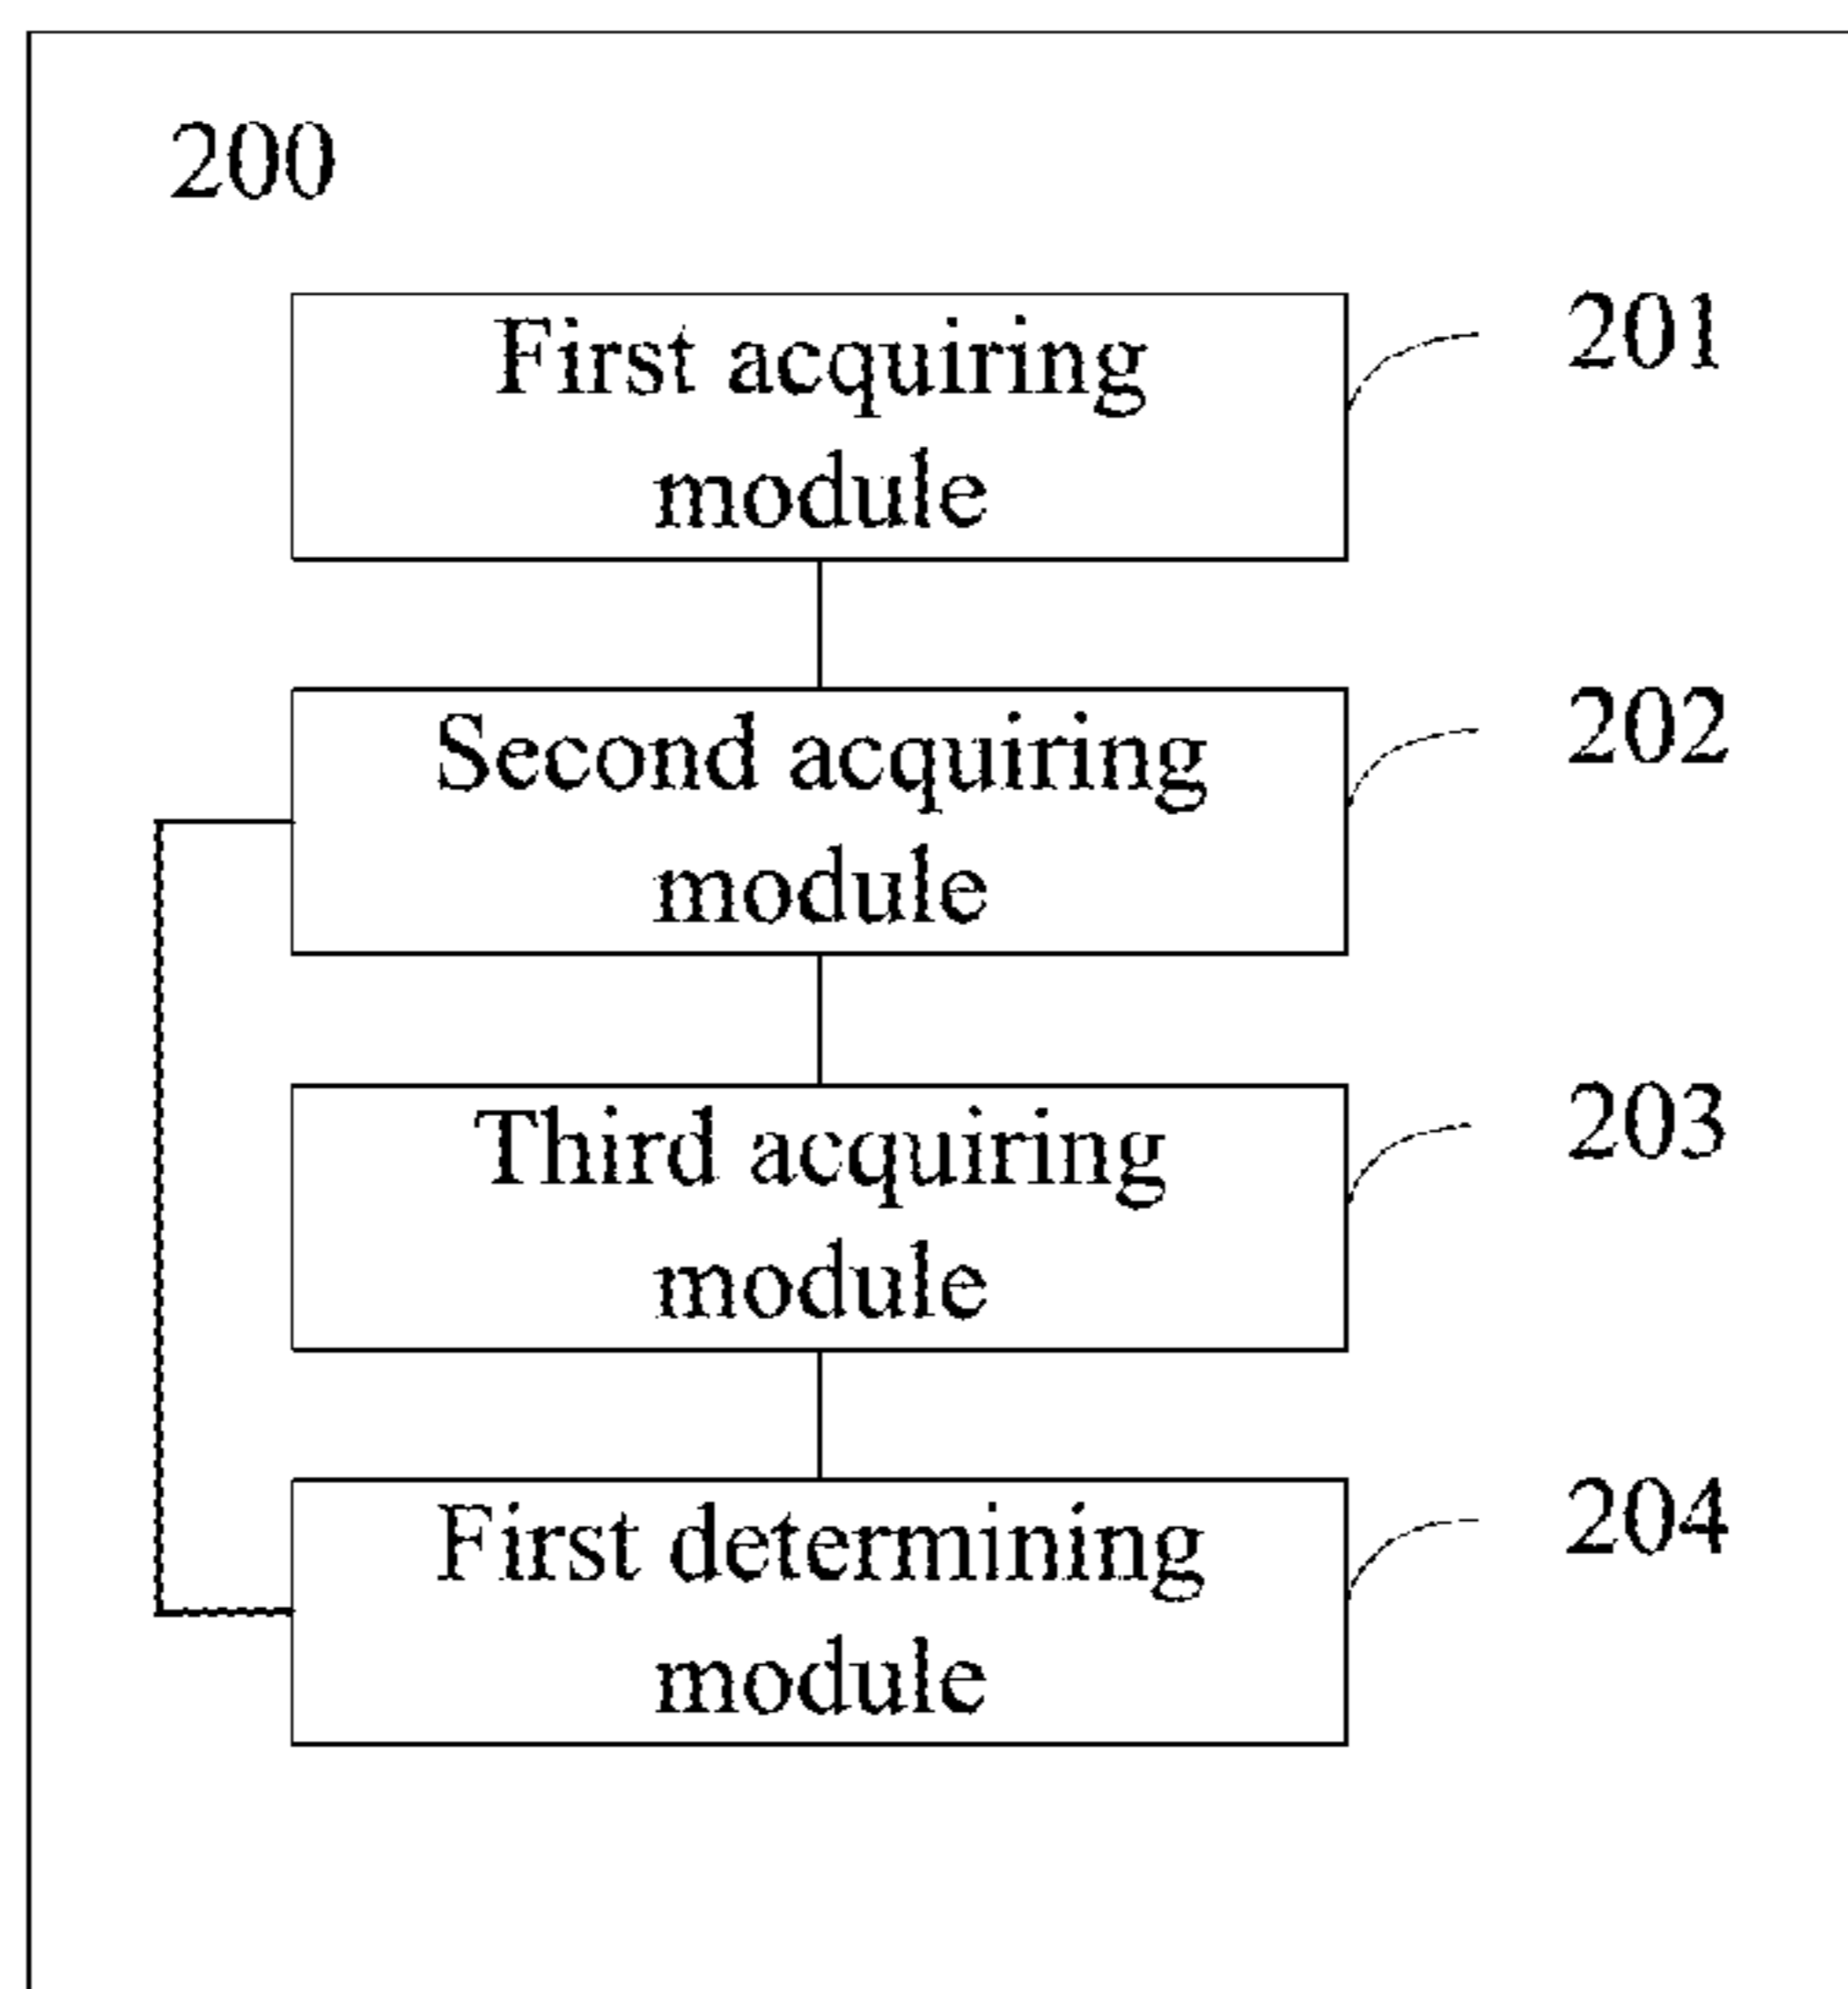 200
First acquiring
module
201
Second acquiring
module
202
Third acquiring
module
203
First determining
module
204